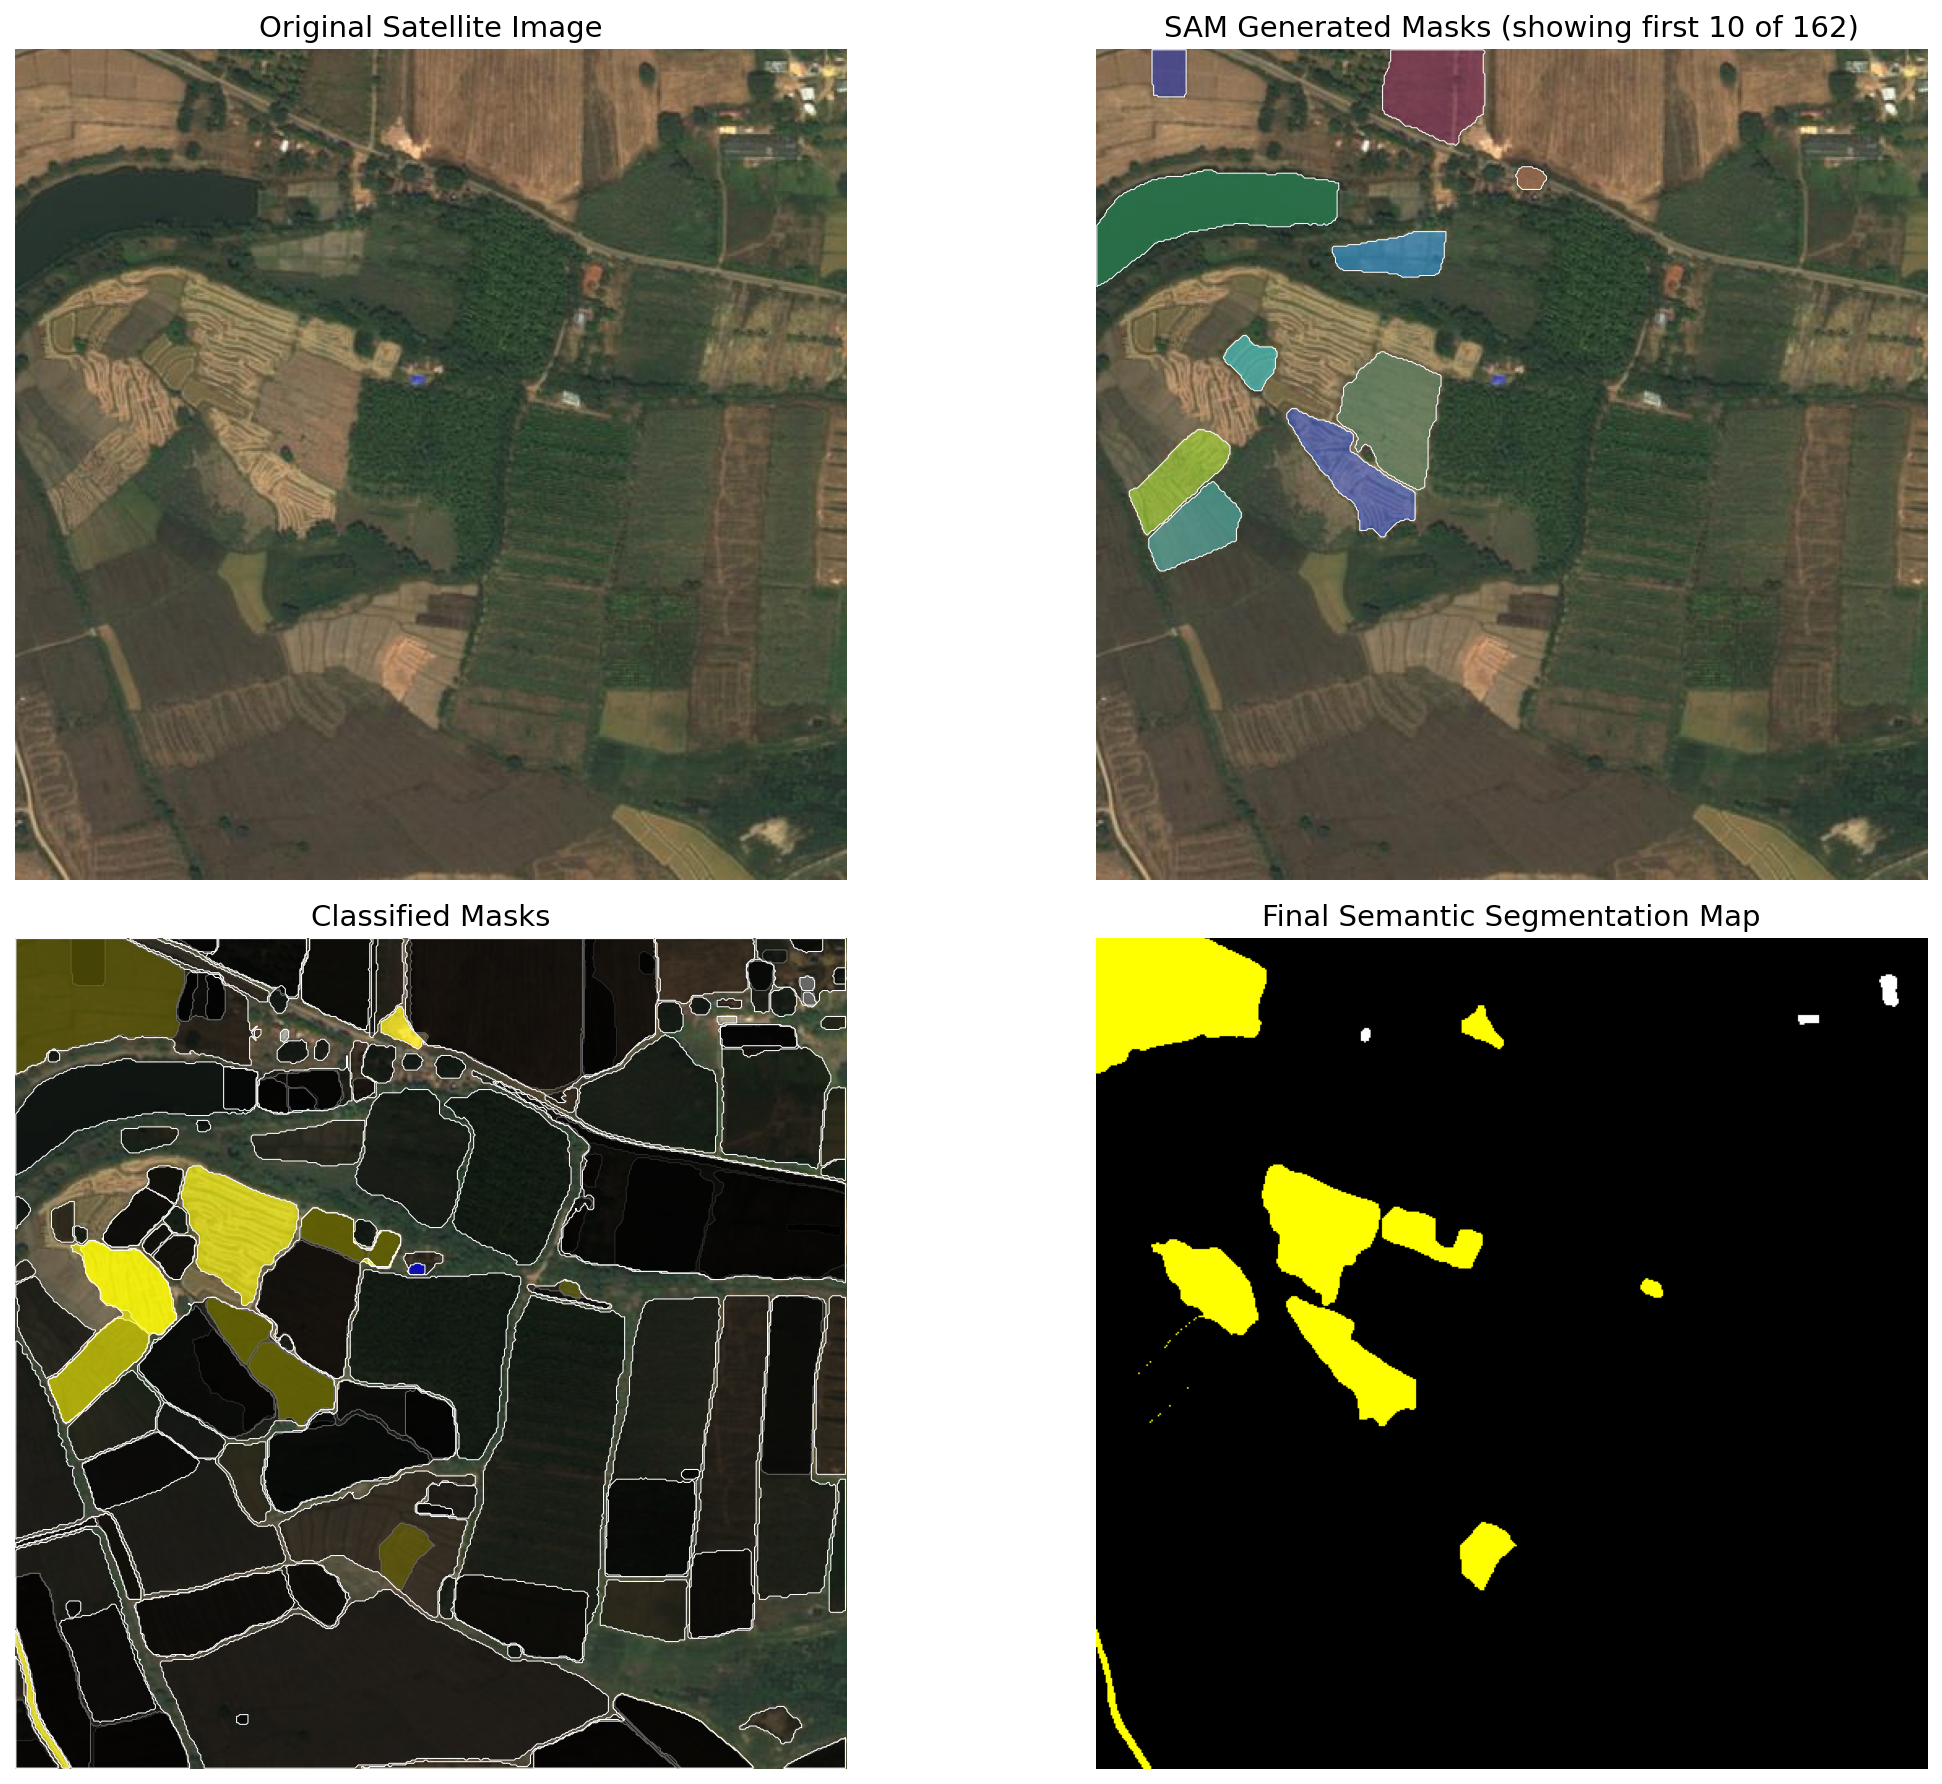 Original Satellite Image
SAM Generated Masks (showing first 10 of 162)
Classified Masks
Final Semantic Segmentation Map